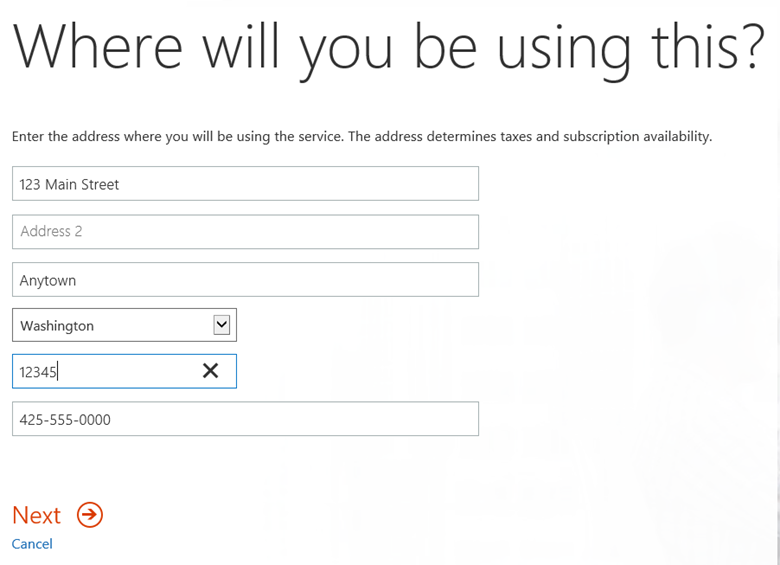 Where will you be using this?
Enter the address where you will be using the service. The address determines taxes and subscription availability.
123 Main Street
Address 2
Anytown
Washington
12345
425-555-0000
Next
Cancel